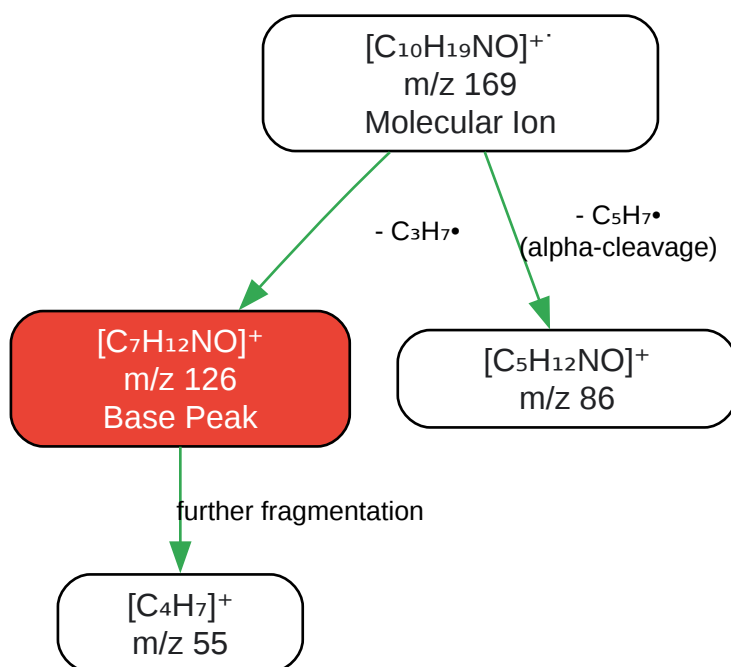 [C₁₀H₁₉NO]⁺˙
m/z 169
Molecular Ion
- C₃H₇•
- C₅H₇•
(alpha-cleavage)
[C₇H₁₂NO]⁺
m/z 126
Base Peak
[C₅H₁₂NO]⁺
m/z 86
further fragmentation
[C₄H₇]⁺
m/z 55